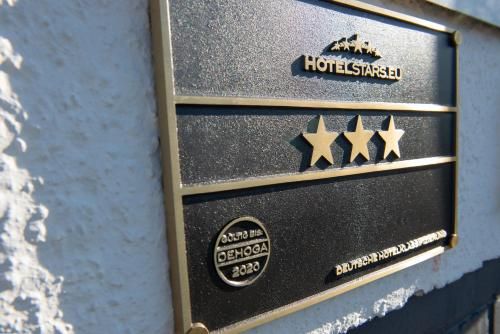 HOTELSTARS.EU
GÜLTIG BIS:
DEHOGA
2020
DEUTSCHE HOTELKLASSIFIZIERUNG